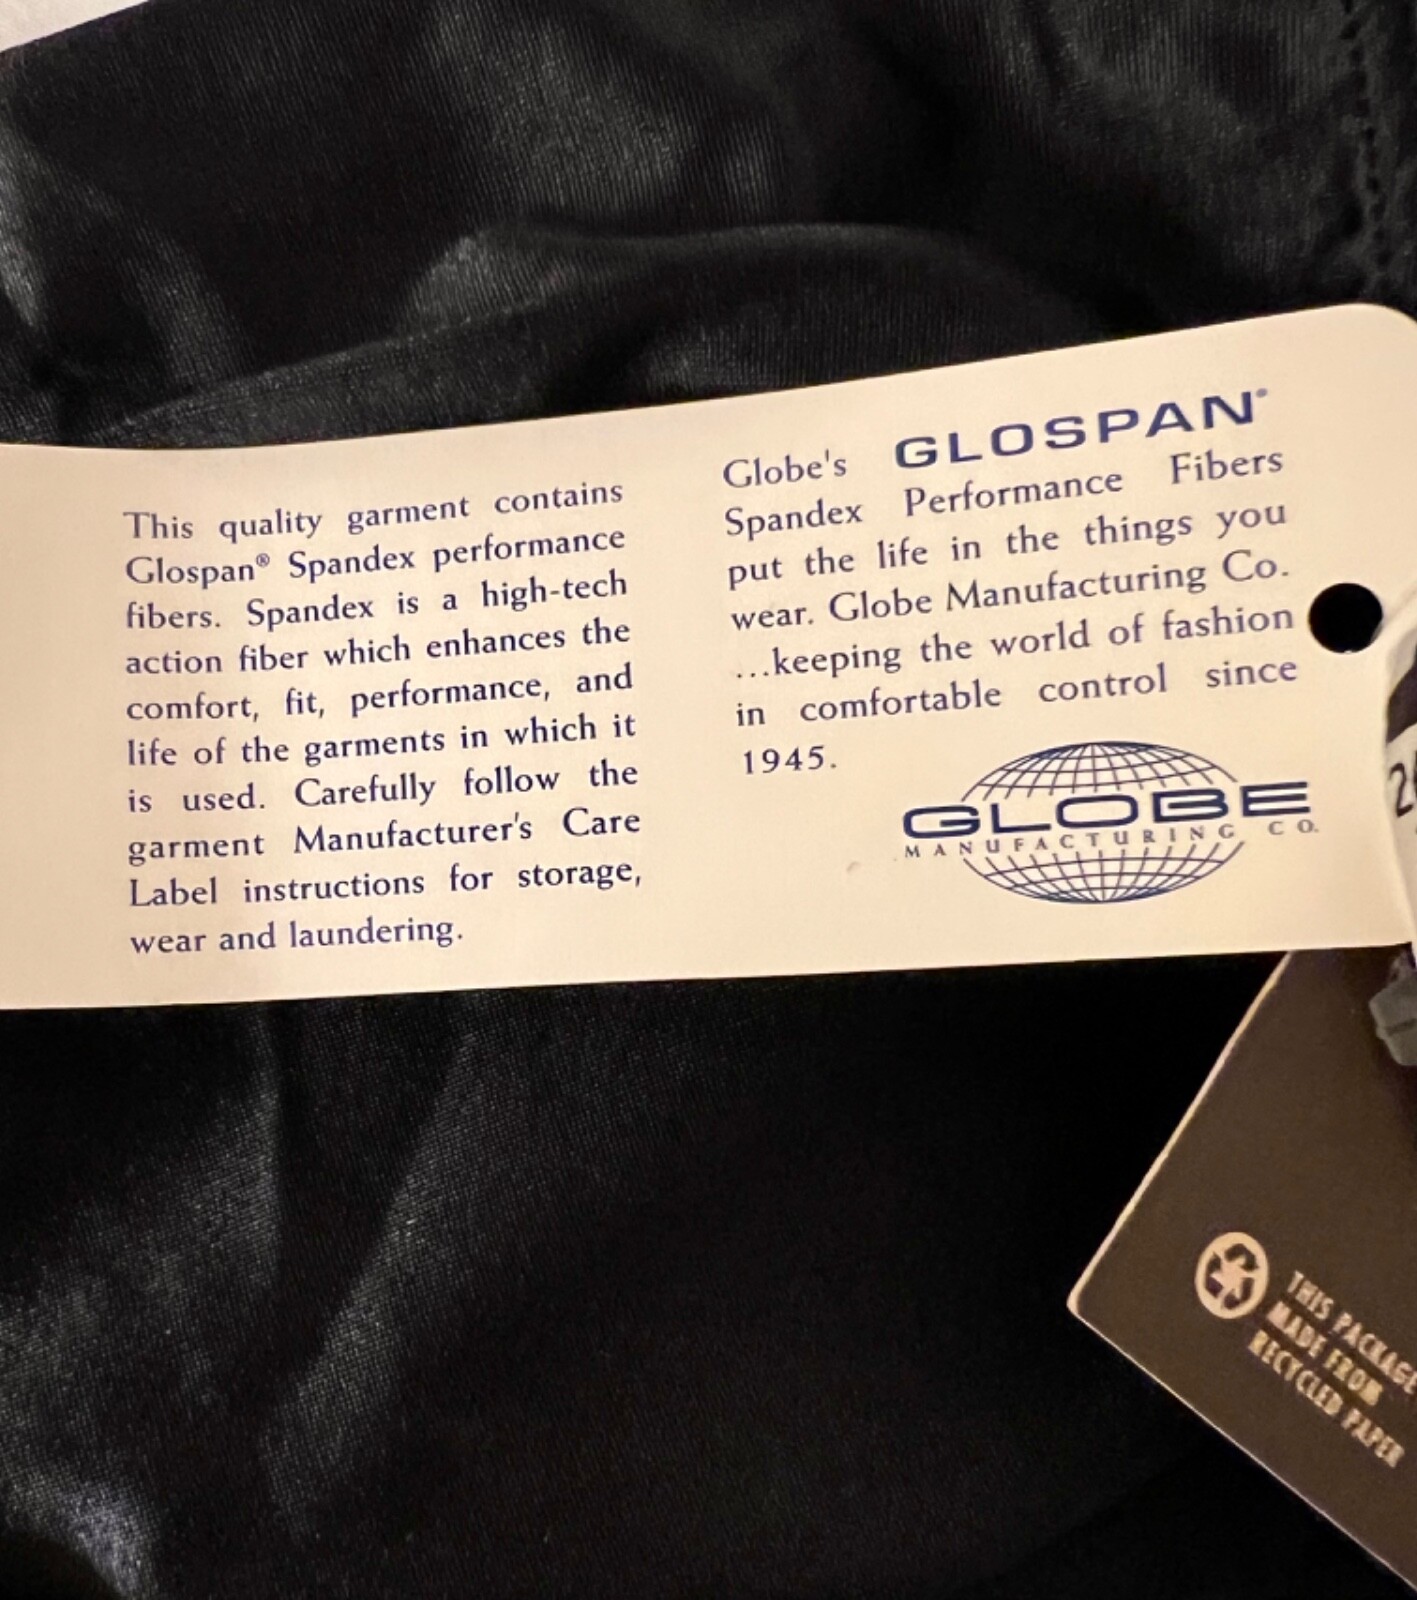 This quality garment contains
Glospan® Spandex performance
fibers. Spandex is a high-tech
action fiber which enhances the
comfort, fit, performance, and
life of the garments in which it
is used. Carefully follow the
garment Manufacturer's Care
Label instructions for storage,
wear and laundering.
Globe's GLOSPAN®
Spandex Performance Fibers
put the life in the things you
wear. Globe Manufacturing Co.
...keeping the world of fashion
in comfortable control since
1945.
GLOBE
MANUFACTURING CO.
THIS PACKAGE
MADE FROM
RECYCLED PAPER